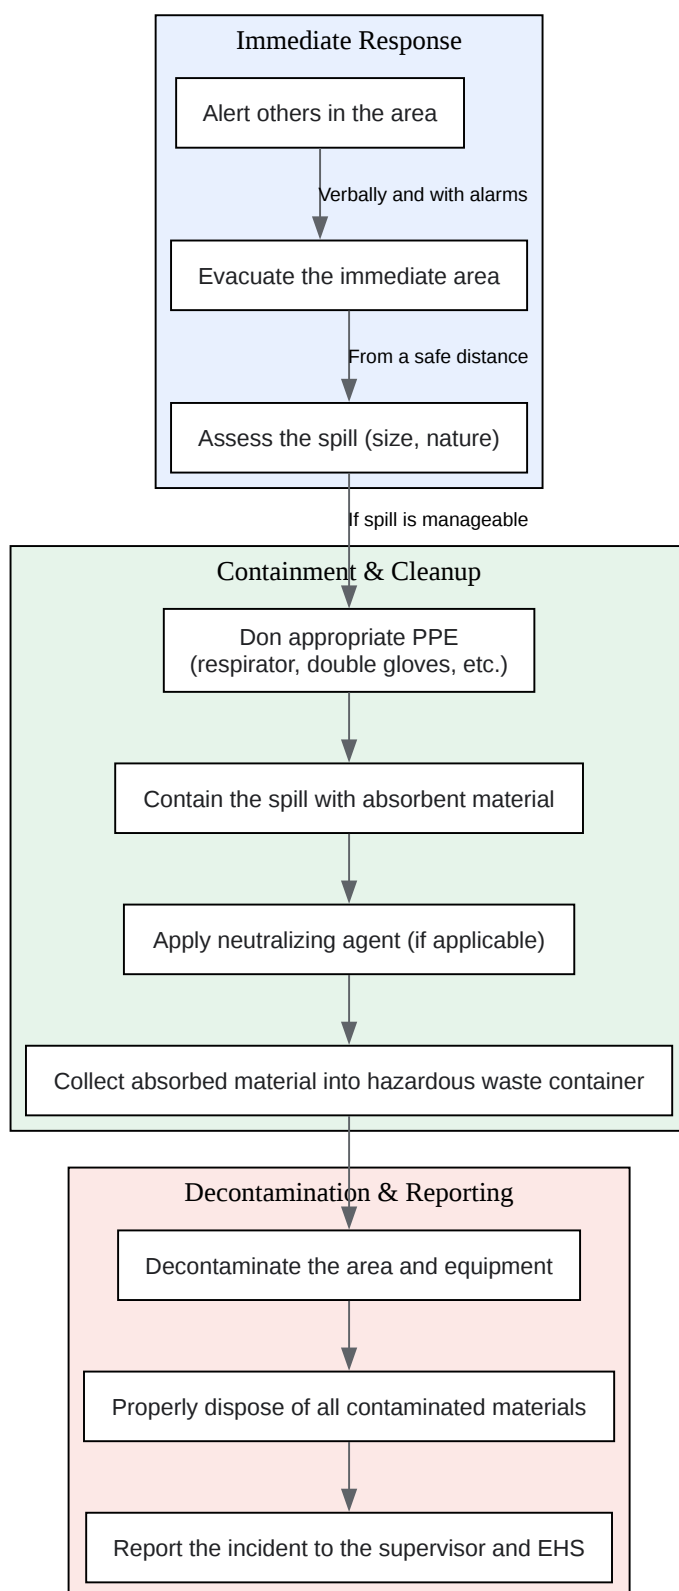 Immediate Response
Alert others in the area
Verbally and with alarms
Evacuate the immediate area
From a safe distance
Assess the spill (size, nature)
If spill is manageable
Containment & Cleanup
Don appropriate PPE
(respirator, double gloves, etc.)
Contain the spill with absorbent material
Apply neutralizing agent (if applicable)
Collect absorbed material into hazardous waste container
Decontamination & Reporting
Decontaminate the area and equipment
Properly dispose of all contaminated materials
Report the incident to the supervisor and EHS